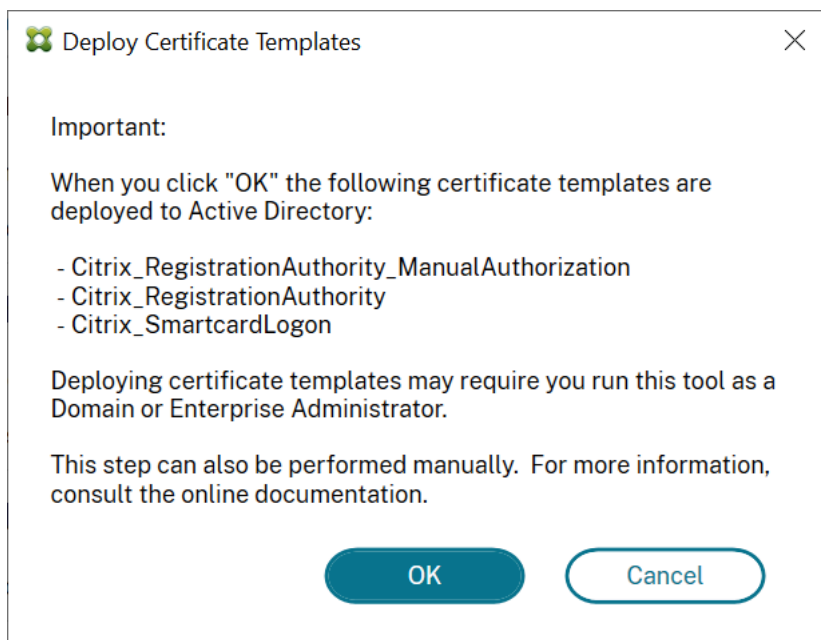 Deploy Certificate Templates
Important:
When you click "OK" the following certificate templates are
deployed to Active Directory:
- Citrix_RegistrationAuthority_ManualAuthorization
- Citrix_RegistrationAuthority
- Citrix_SmartcardLogon
Deploying certificate templates may require you run this tool as a
Domain or Enterprise Administrator.
This step can also be performed manually.  For more information,
consult the online documentation.
OK
Cancel